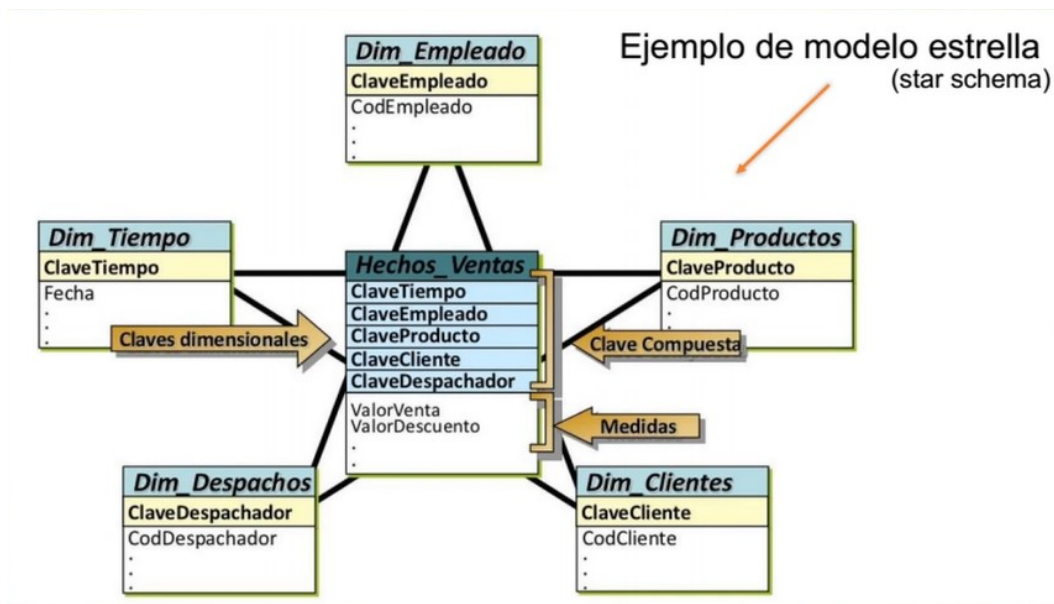 Ejemplo de modelo estrella
(star schema)
Dim_Empleado
ClaveEmpleado
CodEmpleado
.
.
.
Dim_Tiempo
ClaveTiempo
Fecha
.
.
.
Dim_Productos
ClaveProducto
CodProducto
.
.
Hechos_Ventas
ClaveTiempo
ClaveEmpleado
ClaveProducto
ClaveCliente
ClaveDespachador
ValorVenta
ValorDescuento
.
.
Claves dimensionales
Clave Compuesta
Medidas
Dim_Despachos
ClaveDespachador
CodDespachador
.
.
.
Dim_Clientes
ClaveCliente
CodCliente
.
.
.